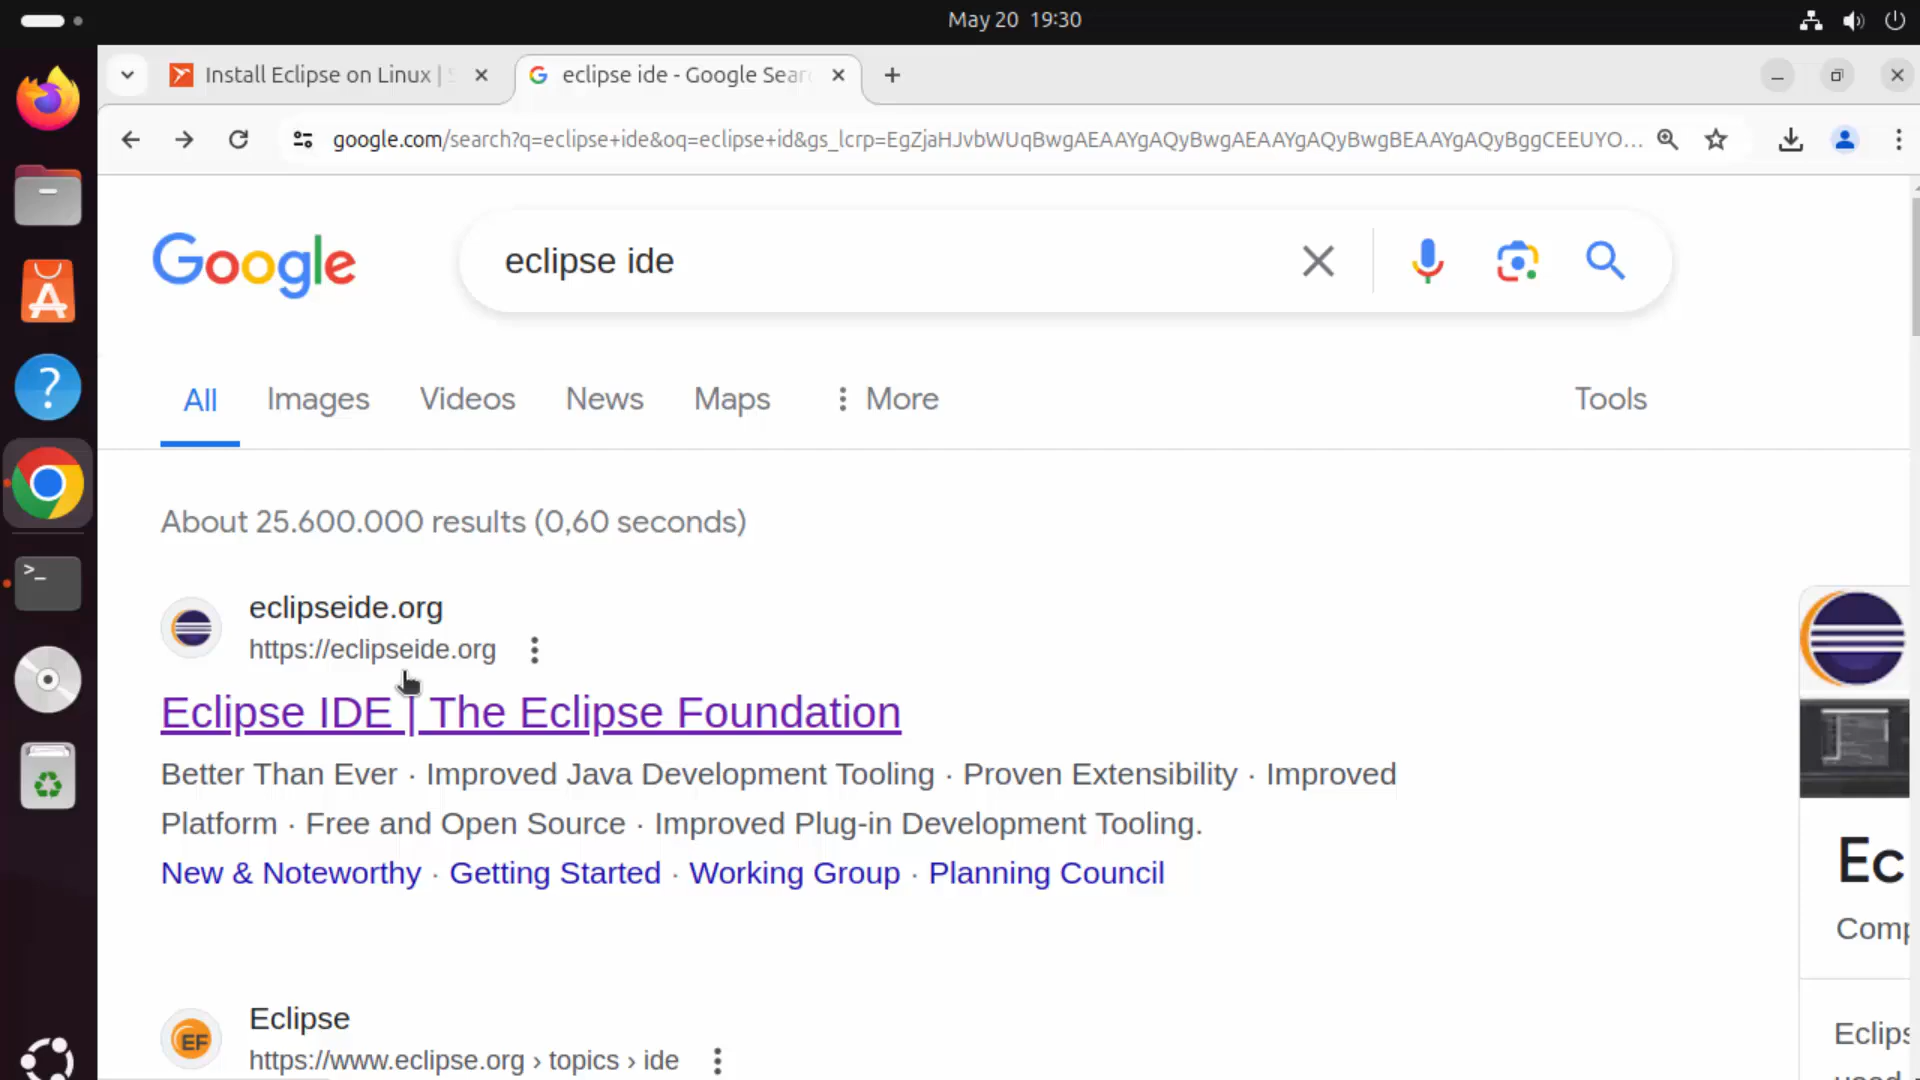 May 20 19:30
Install Eclipse on Linux |
eclipse ide - Google Sear
google.com/search?q=eclipse+ide&oq=eclipse+id&gs_lcrp=EgZjaHJvbWUqBwgAEAAYgAQyBwgAEAAYgAQyBwgBEAAYgAQyBggCEEUYO...
Google
eclipse ide
All
Images
Videos
News
Maps
More
Tools
About 25.600.000 results (0,60 seconds)
eclipseide.org
https://eclipseide.org
Eclipse IDE | The Eclipse Foundation
Better Than Ever · Improved Java Development Tooling · Proven Extensibility · Improved
Platform · Free and Open Source · Improved Plug-in Development Tooling.
New & Noteworthy · Getting Started · Working Group · Planning Council
Ec
Comp
EF
Eclipse
https://www.eclipse.org › topics › ide
Eclips